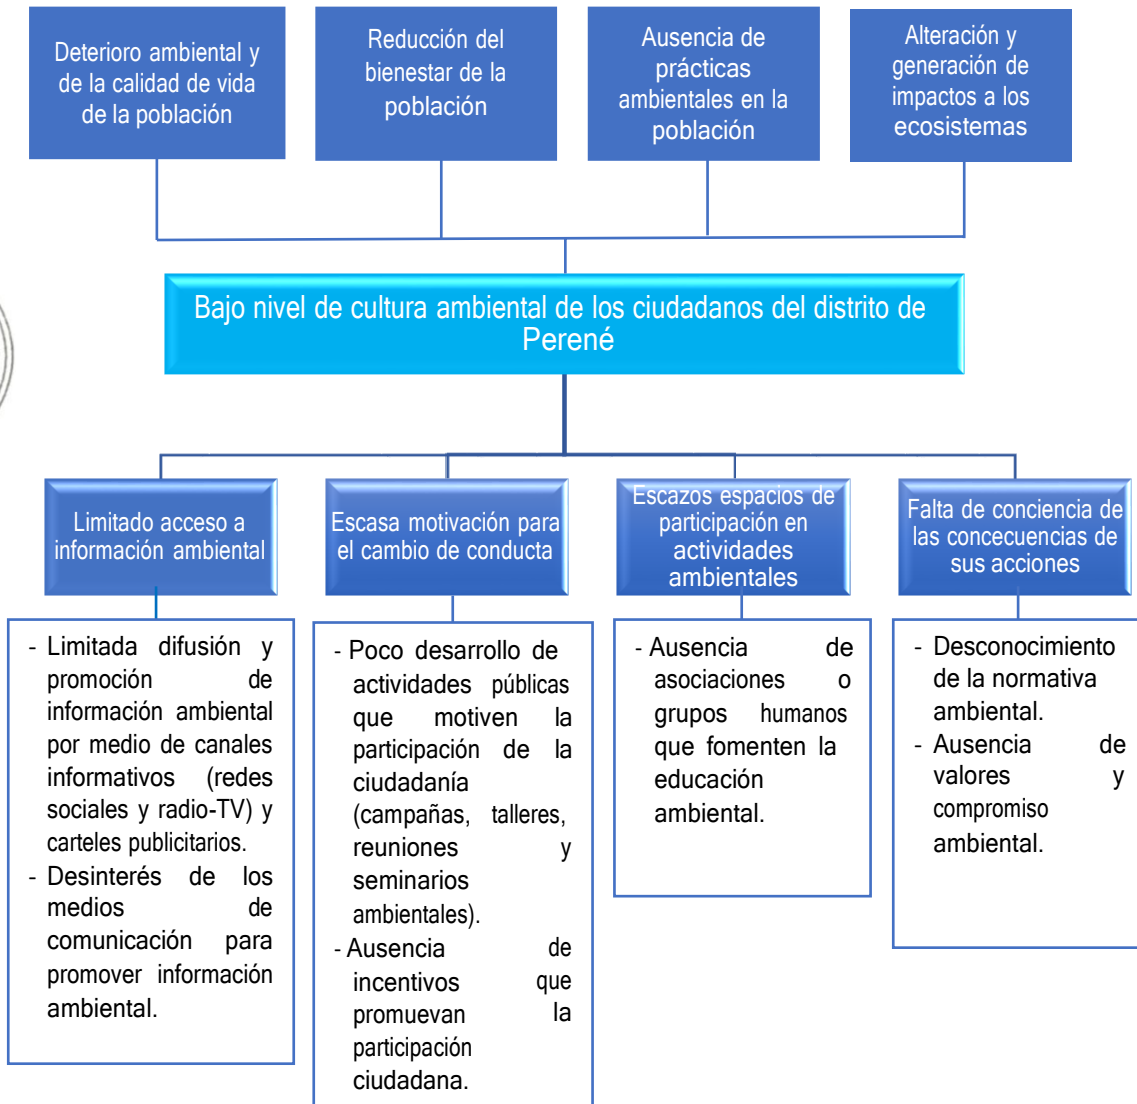 Deterioro ambiental y
de la calidad de vida
de la población
Reducción del
bienestar de la
población
Ausencia de
prácticas
ambientales en la
población
Alteración y
generación de
impactos a los
ecosistemas
Bajo nivel de cultura ambiental de los ciudadanos del distrito de
Perené
Limitado acceso a
información ambiental
Escasa motivación para
el cambio de conducta
Escazos espacios de
participación en
actividades
ambientales
Falta de conciencia de
las concecuencias de
sus acciones
- Limitada difusión y
promoción de
información ambiental
por medio de canales
informativos (redes
sociales y radio-TV) y
carteles publicitarios.
- Desinterés de los
medios de
comunicación para
promover información
ambiental.
- Poco desarrollo de
actividades públicas
que motiven la
participación de la
ciudadanía
(campañas, talleres,
reuniones y
seminarios
ambientales).
- Ausencia de
incentivos que
promuevan la
participación
ciudadana.
- Ausencia de
asociaciones o
grupos humanos
que fomenten la
educación
ambiental.
- Desconocimiento
de la normativa
ambiental.
- Ausencia de
valores y
compromiso
ambiental.